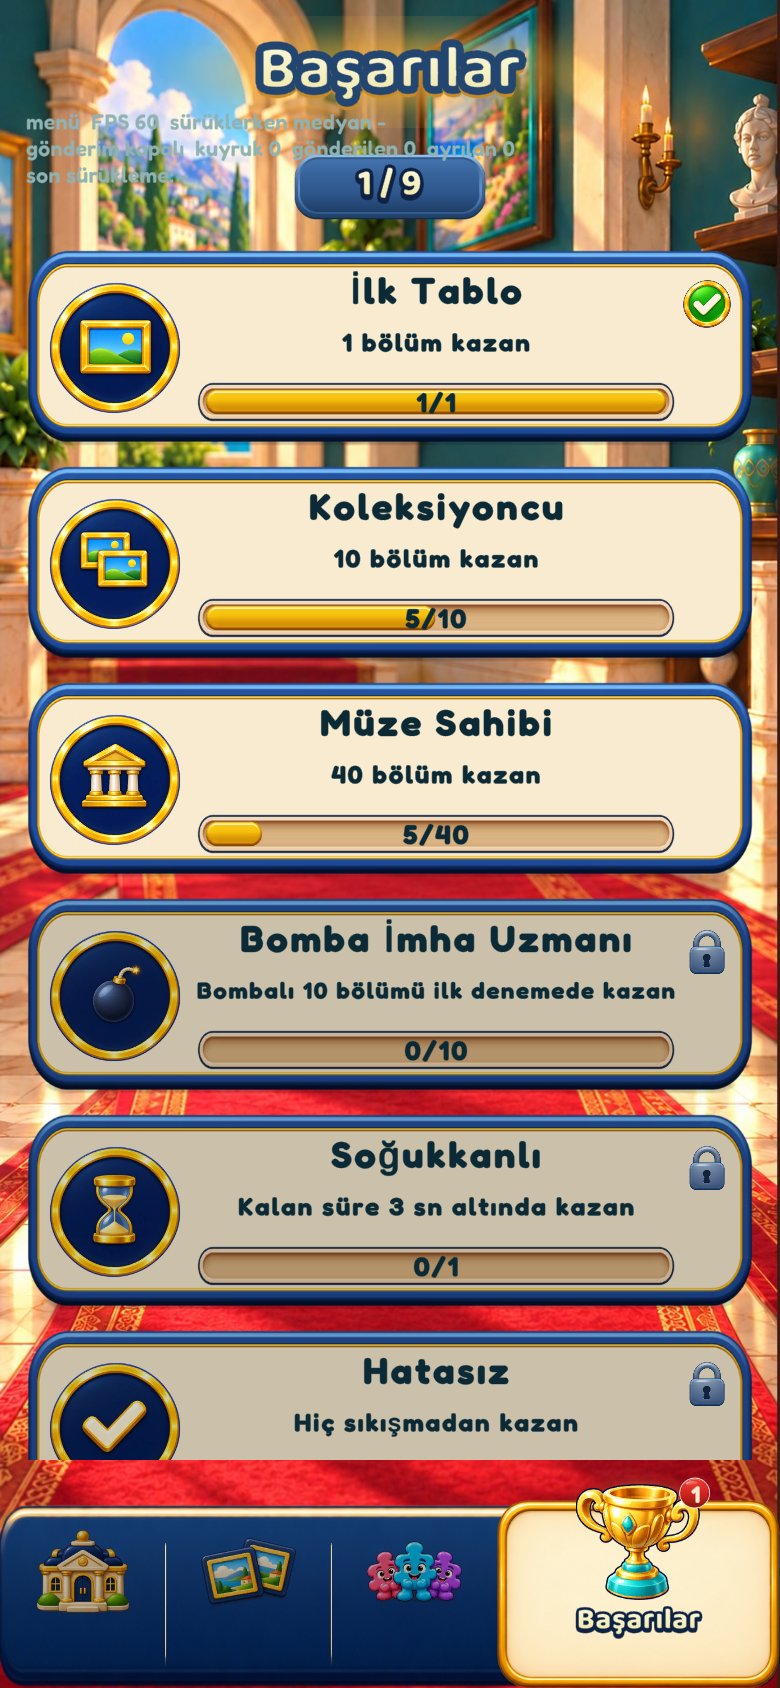 Başarılar
menü FPS 60 sürüklerken medyan -
gönderim kapalı kuyruk 0 gönderilen 0 ayrılan 0
son sürükleme
1/9
İlk Tablo
1 bölüm kazan
1/1
Koleksiyoncu
10 bölüm kazan
5/10
Müze Sahibi
40 bölüm kazan
5/40
Bomba İmha Uzmanı
Bombalı 10 bölümü ilk denemede kazan
0/10
Soğukkanlı
Kalan süre 3 sn altında kazan
0/1
Hatasız
Hiç sıkışmadan kazan
1
Başarılar